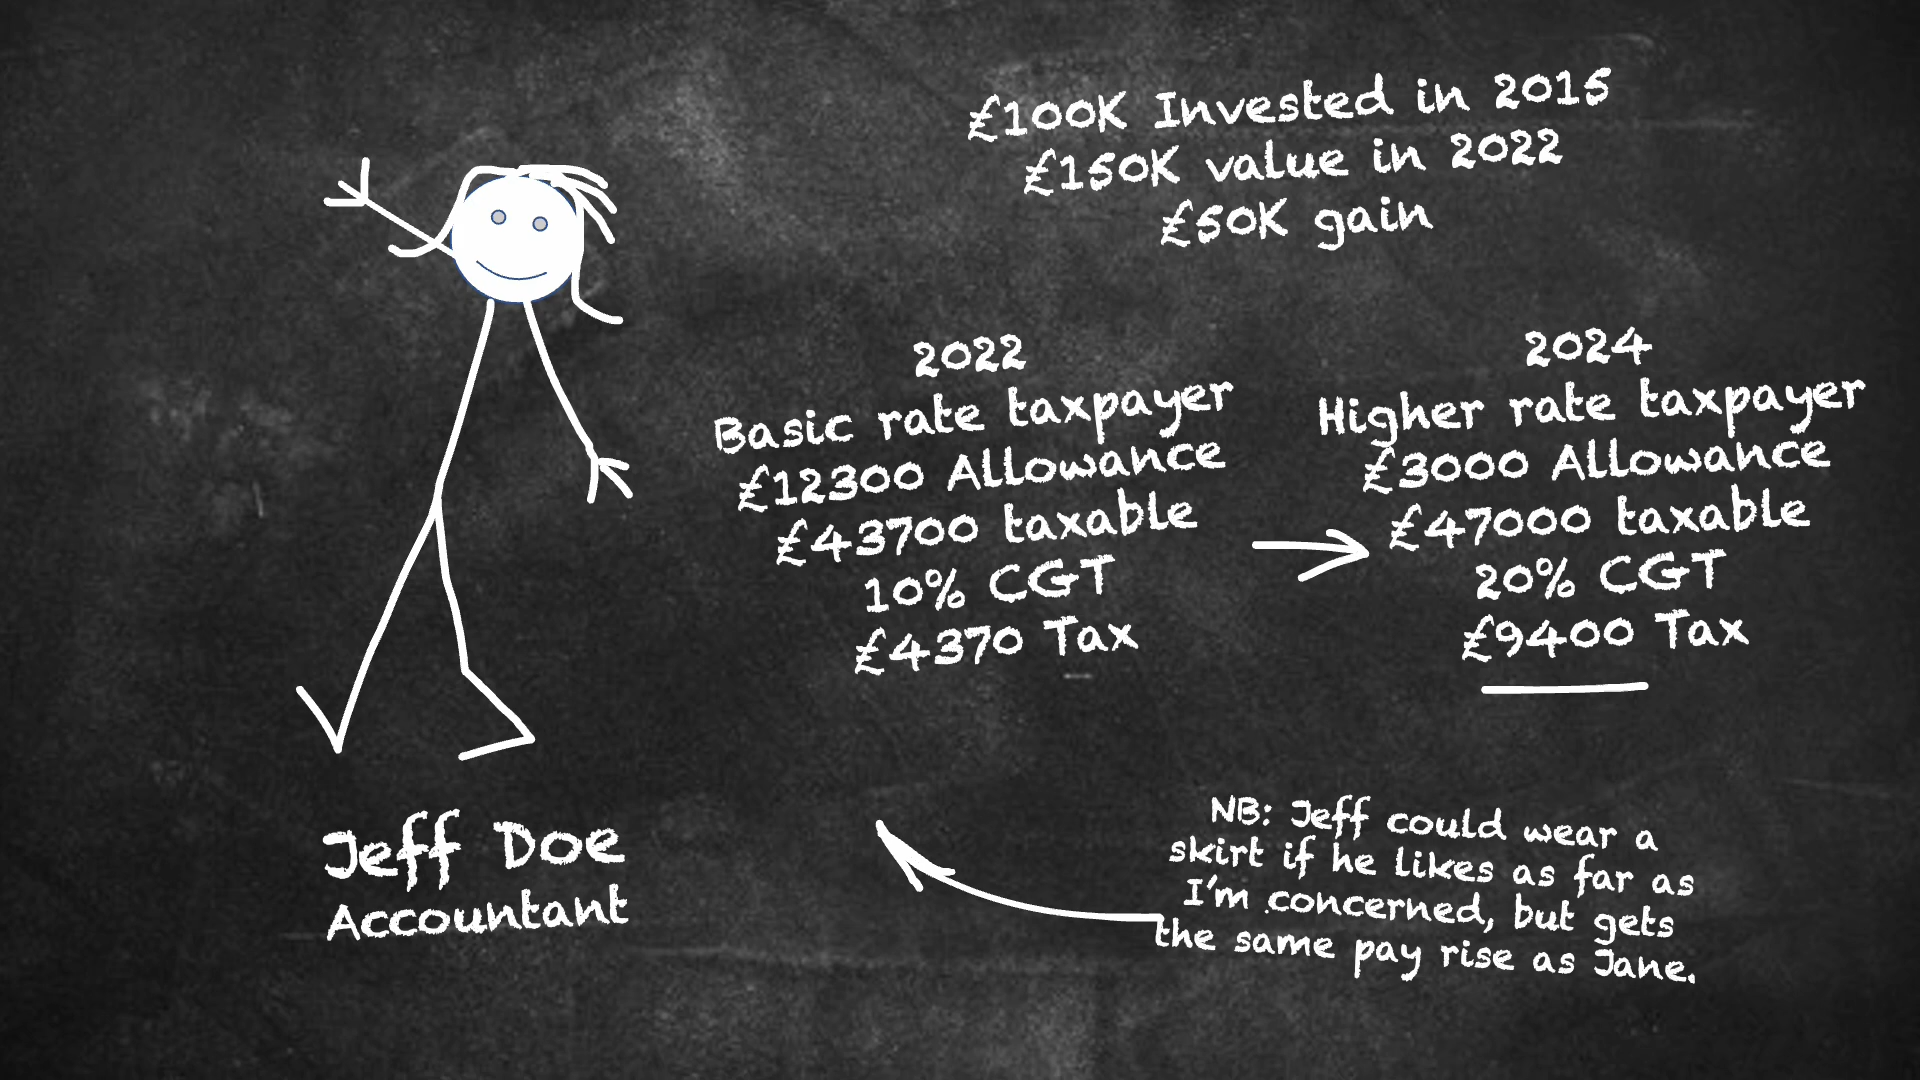 £100K Invested in 2015
£150K value in 2022
£50K gain
2022
Basic rate taxpayer
£12300 Allowance
£43700 taxable
10% CGT
£4370 Tax
2024
Higher rate taxpayer
£3000 Allowance
£47000 taxable
20% CGT
£9400 Tax
Jeff Doe
Accountant
NB: Jeff could wear a
skirt if he likes as far as
I'm concerned, but gets
the same pay rise as Jane.